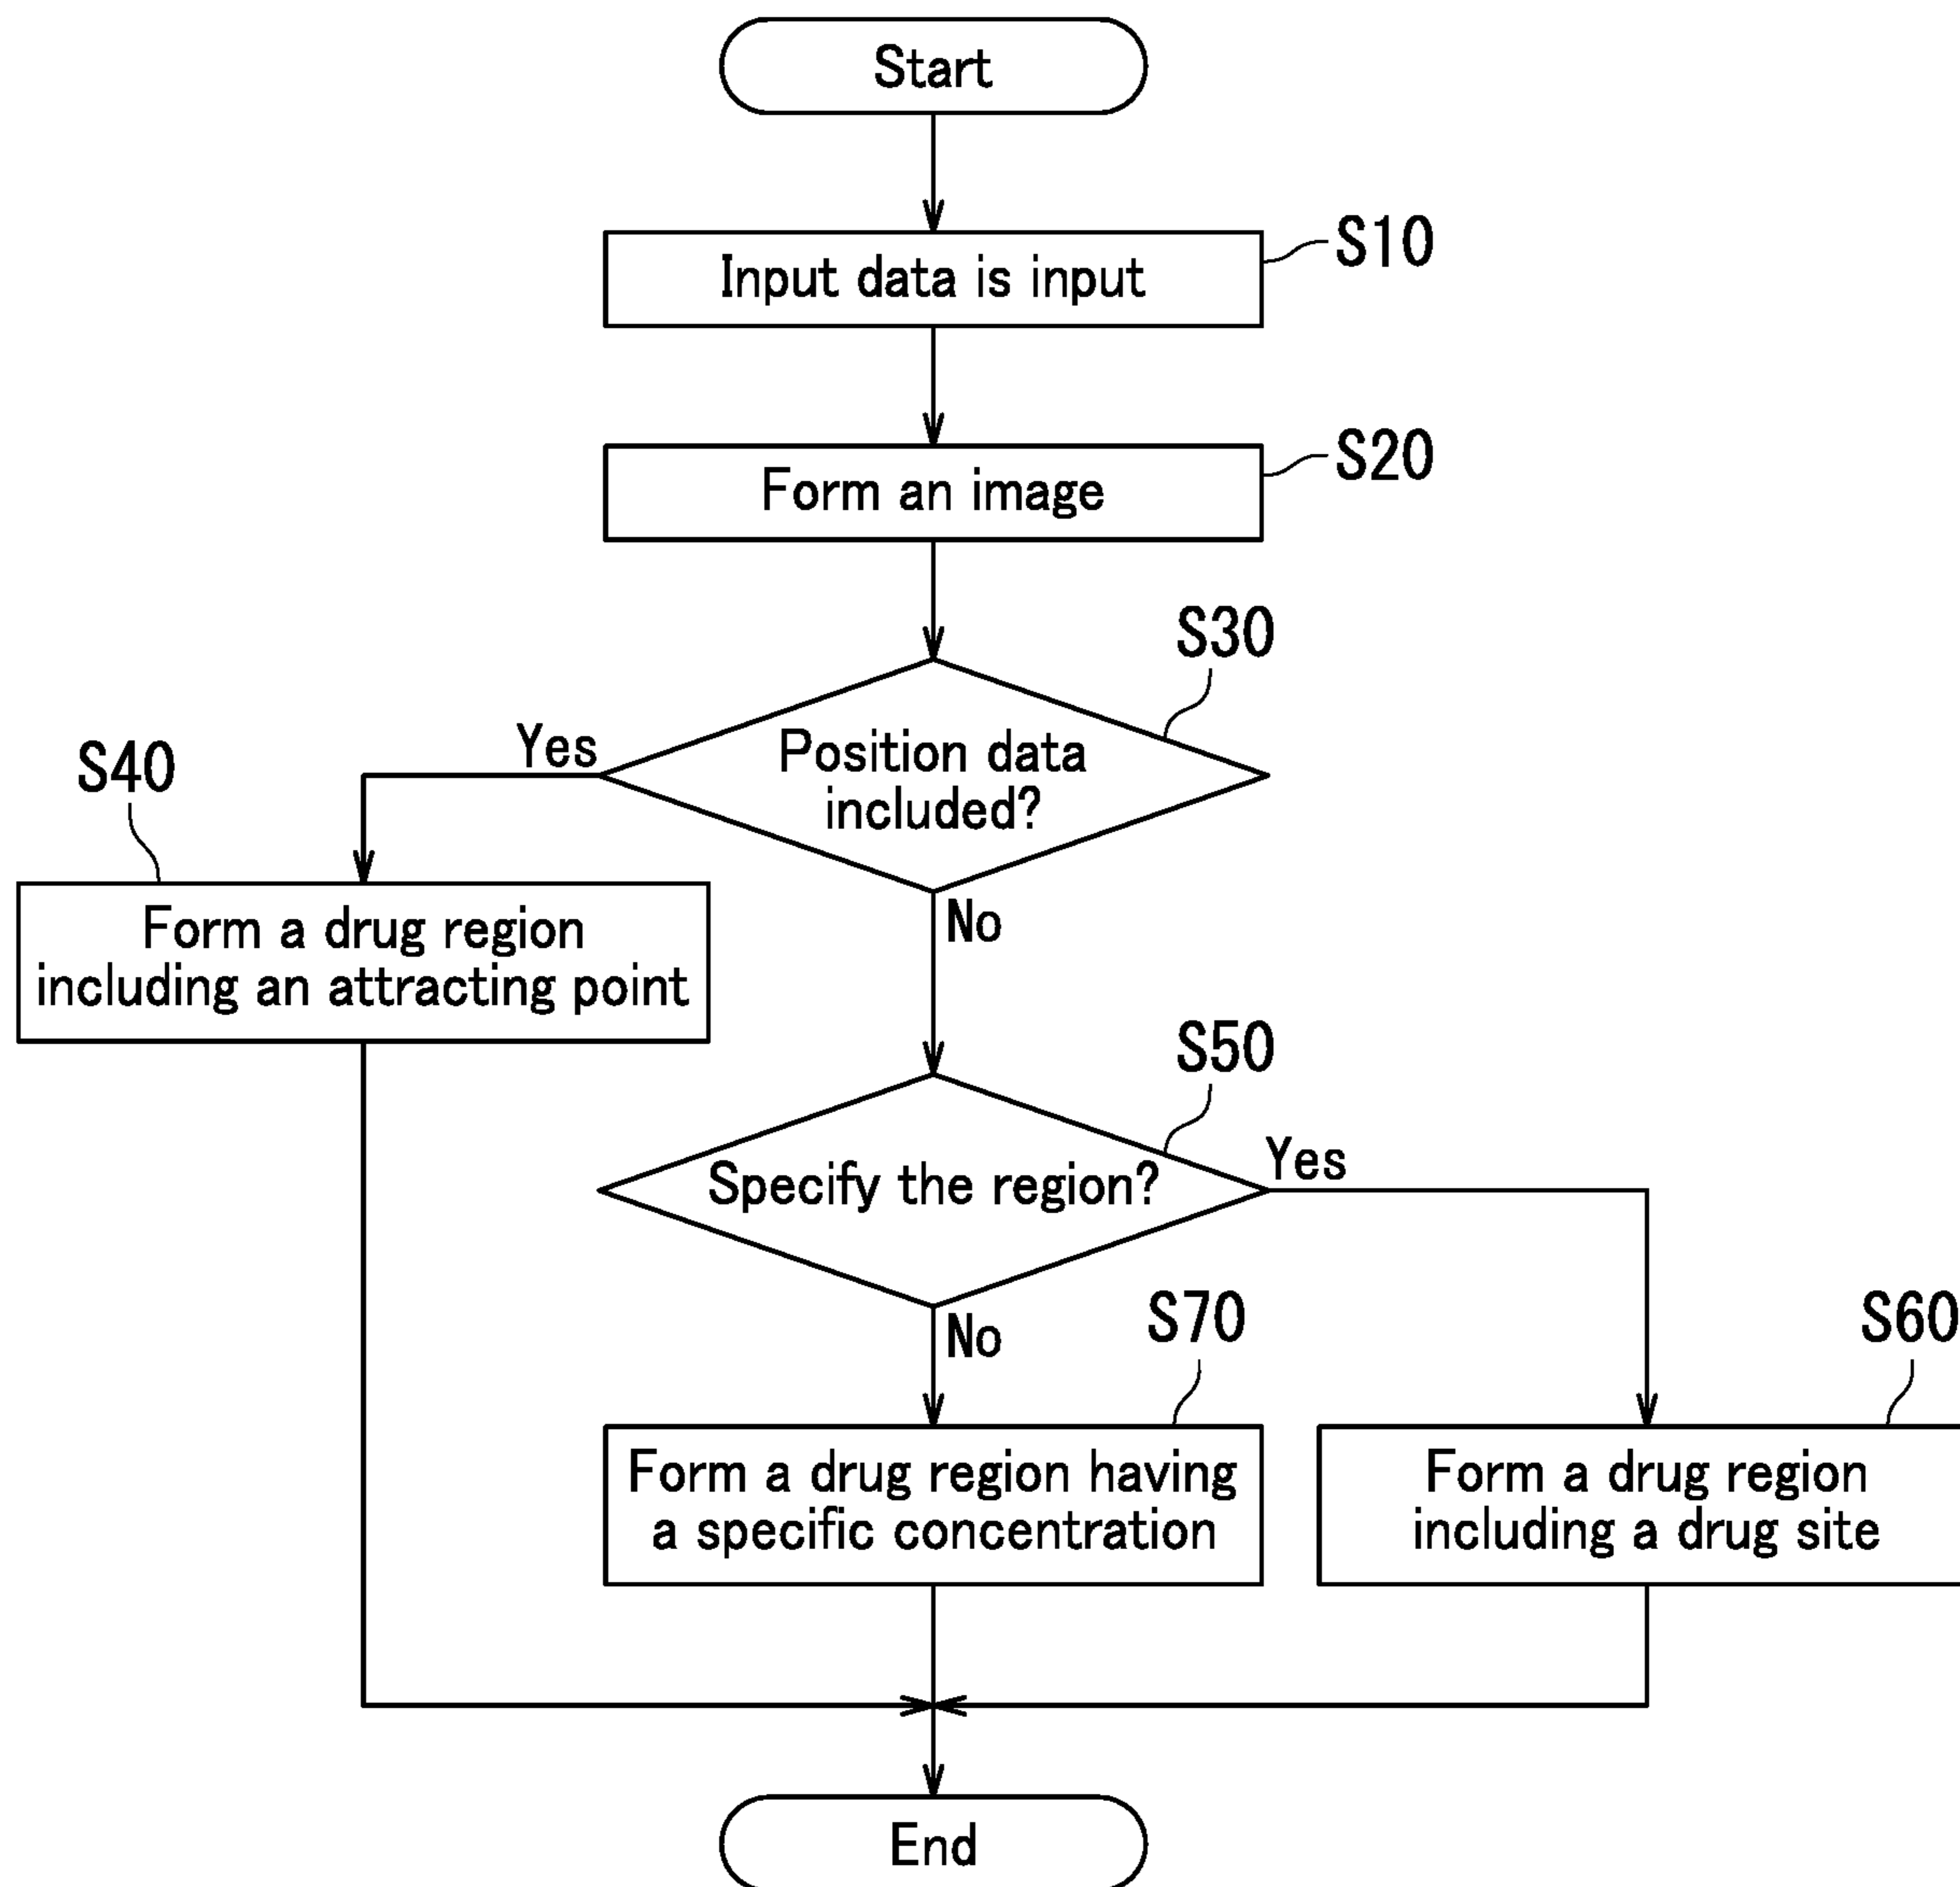 Start
Input data is input
S10
Form an image
S20
S30
Position data
included?
Yes
No
S40
Form a drug region
including an attracting point
S50
Specify the region?
Yes
No
S70
Form a drug region having
a specific concentration
S60
Form a drug region
including a drug site
End